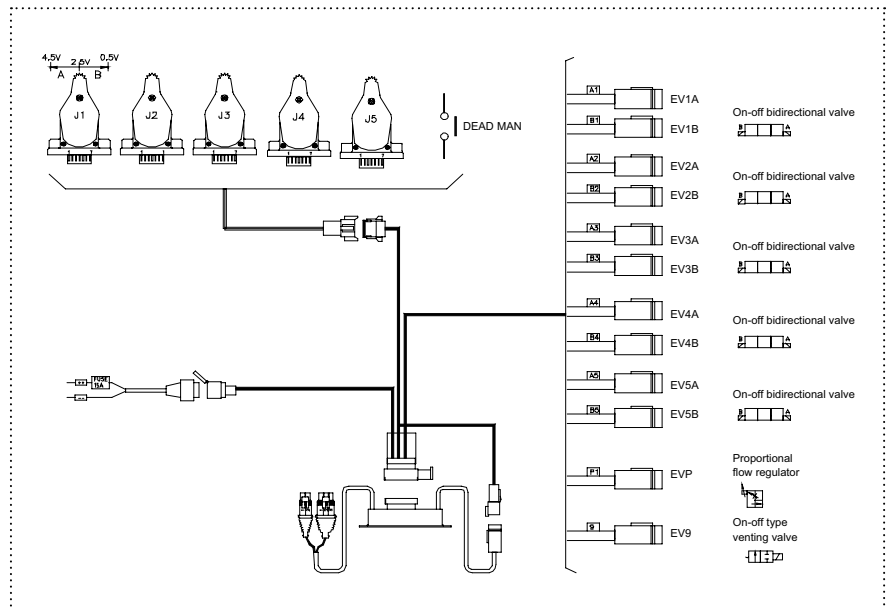 4.5V 2.5V 0.5V
A B
J1 J2 J3 J4 J5
DEAD MAN
A1 EV1A
On-off bidirectional valve
B A
B1 EV1B
A2 EV2A
On-off bidirectional valve
B A
B2 EV2B
A3 EV3A
On-off bidirectional valve
B A
B3 EV3B
A4 EV4A
On-off bidirectional valve
B A
B4 EV4B
A5 EV5A
On-off bidirectional valve
B A
EV5B
FUSE
15A
Proportional
flow regulator
P1 EVP
On-off type
venting valve
9 EV9